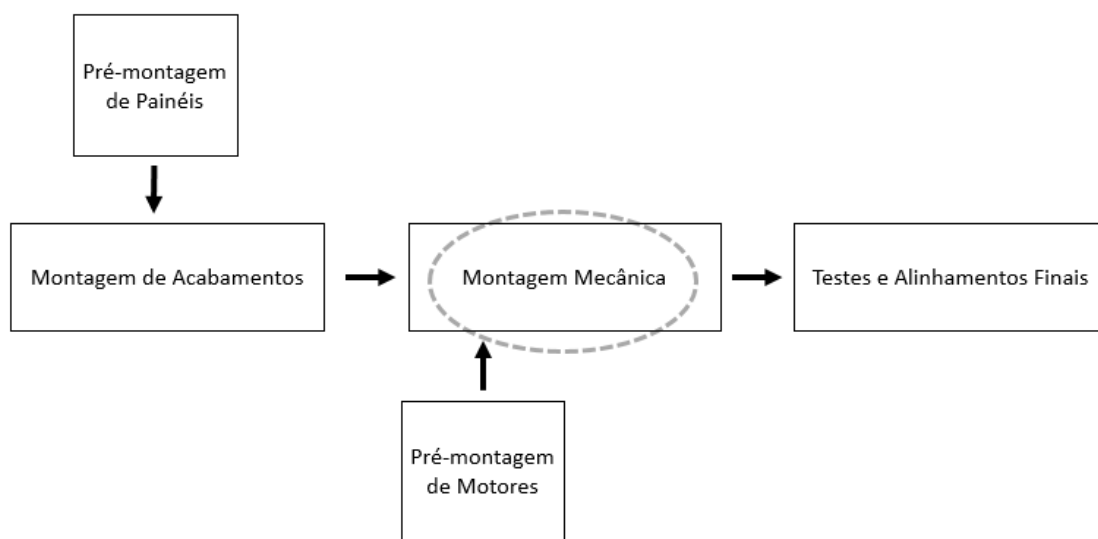 Pré-montagem
de Painéis
Montagem de Acabamentos
Montagem Mecânica
Testes e Alinhamentos Finais
Pré-montagem
de Motores